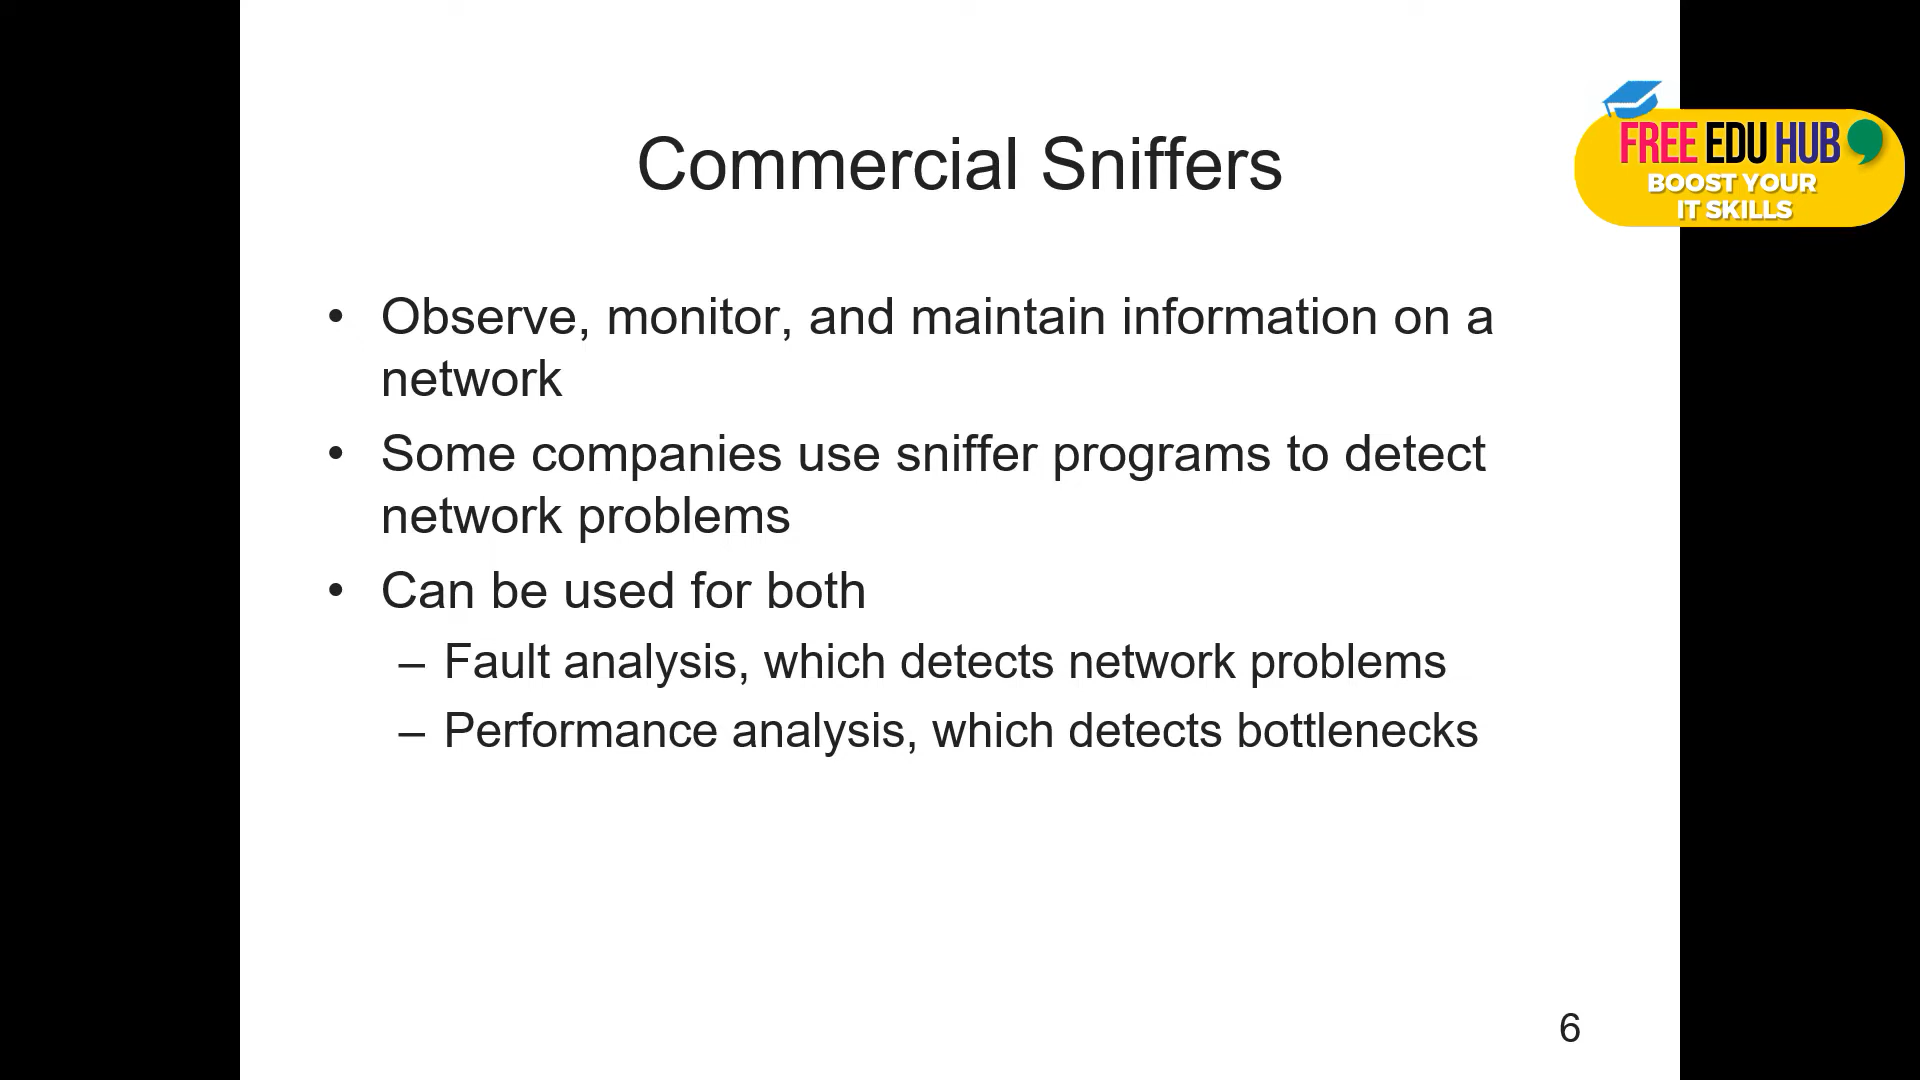 Commercial Sniffers
FREE EDU HUB
BOOST YOUR
IT SKILLS
• Observe, monitor, and maintain information on a
network
• Some companies use sniffer programs to detect
network problems
• Can be used for both
– Fault analysis, which detects network problems
– Performance analysis, which detects bottlenecks
6